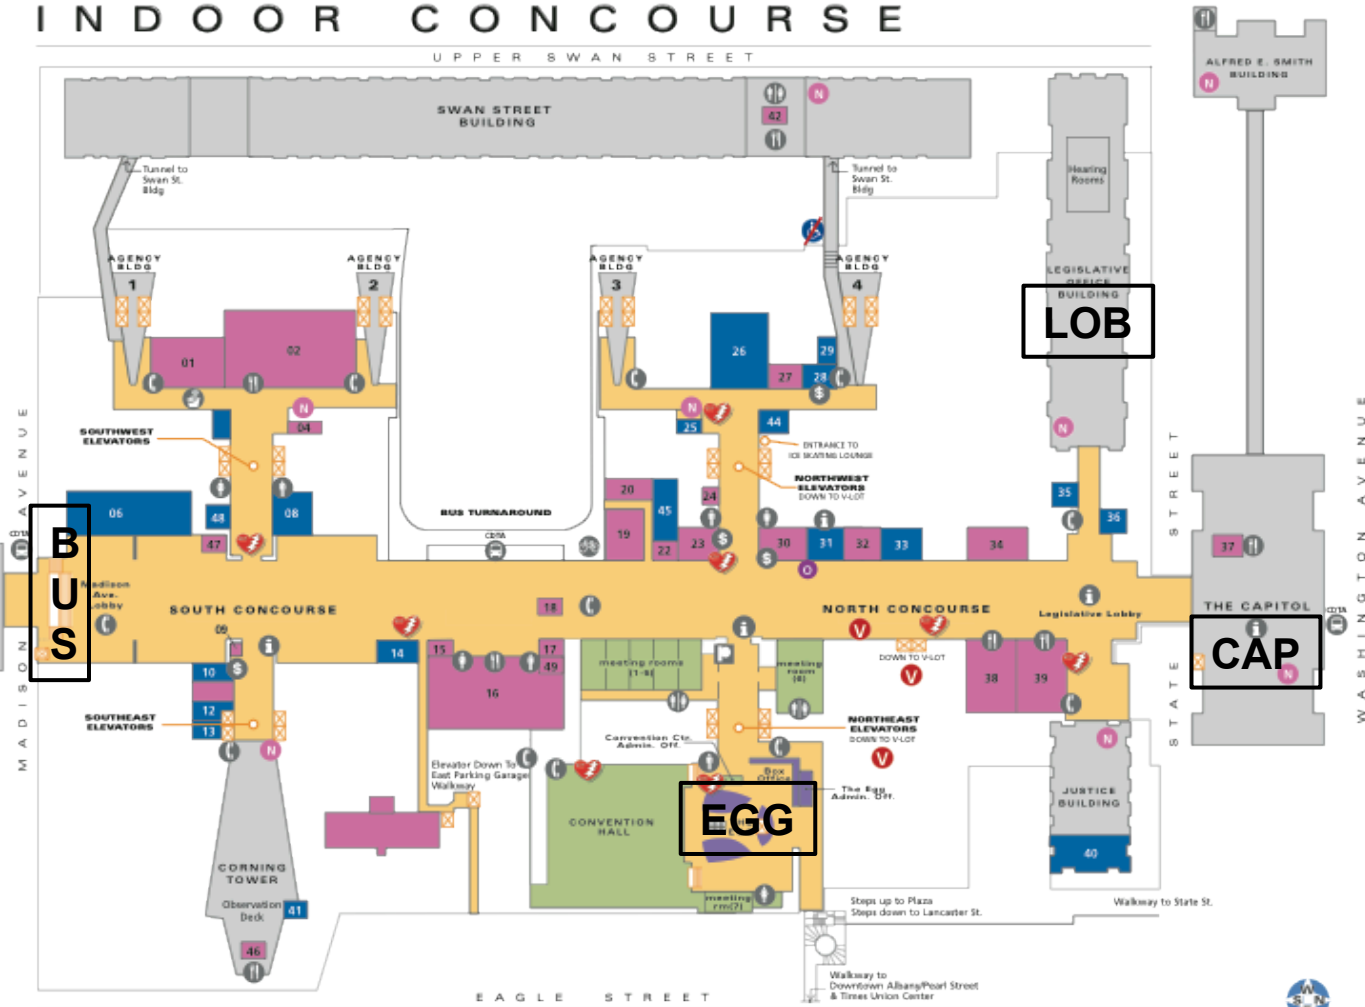 INDOOR CONCOURSE
UPPER SWAN STREET
ALFRED E. SMITH
BUILDING
N
SWAN STREET
BUILDING
42
N
Tunnel to
Swan St.
Bldg
Tunnel to
Swan St.
Bldg
Hearing
Rooms
AGENCY
BLDG
1
AGENCY
BLDG
2
AGENCY
BLDG
3
AGENCY
BLDG
4
LEGISLATIVE
OFFICE
BUILDING
LOB
01
02
26
29
27
28
$
N
04
N
25
44
N
SOUTHWEST
ELEVATORS
ENTRANCE TO
ICE SKATING LOUNGE
NORTHWEST
ELEVATORS
DOWN TO V-LOT
MADISON AVENUE
STATE STREET
WASHINGTON AVENUE
06
48
08
47
BUS TURNAROUND
CDTA
CDTA
20
19
45
22
23
24
$
$
30
31
32
33
34
35
36
37
O
BUS
Madison
Ave.
Lobby
SOUTH CONCOURSE
NORTH CONCOURSE
Legislative Lobby
THE CAPITOL
CDTA
CAP
N
18
09
$
10
12
13
14
15
16
17
49
meeting rooms
(1-5)
P
meeting
room
(6)
V
DOWN TO V-LOT
V
38
39
SOUTHEAST
ELEVATORS
N
NORTHEAST
ELEVATORS
DOWN TO V-LOT
V
Convention Ctr.
Admin. Off.
Elevator Down To
East Parking Garage
Walkway
Box
Office
The Egg
Admin. Off.
EGG
CONVENTION
HALL
N
JUSTICE
BUILDING
40
CORNING
TOWER
Observation
Deck
41
46
meeting
rm(7)
Steps up to Plaza
Steps down to Lancaster St.
Walkway to State St.
Walkway to
Downtown Albany/Pearl Street
& Times Union Center
EAGLE STREET
W
S N